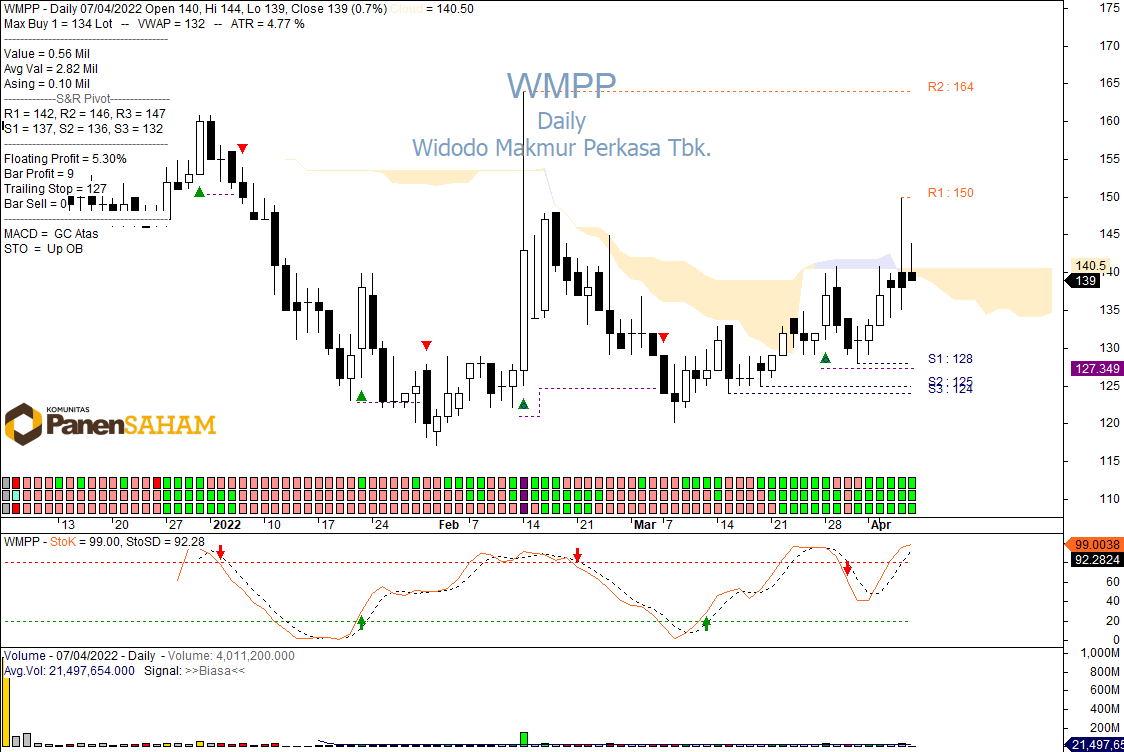 WMPP - Daily 07/04/2022 Open 140, Hi 144, Lo 139, Close 139 (0.7%) Cloud = 140.50
Max Buy 1 = 134 Lot -- VWAP = 132 -- ATR = 4.77 %
Value = 0.56 Mil
Avg Val = 2.82 Mil
Asing = 0.10 Mil
S&R Pivot
R1 = 142, R2 = 146, R3 = 147
S1 = 137, S2 = 136, S3 = 132
Floating Profit = 5.30%
Bar Profit = 9
Trailing Stop = 127
Bar Sell = 0
MACD = GC Atas
STO = Up OB
WMPP
Daily
Widodo Makmur Perkasa Tbk.
R2 : 164
R1 : 150
S1 : 128
S2 : 125
S3 : 124
175
170
165
160
155
150
145
140.5
140
139
135
130
127.349
125
120
115
110
KOMUNITAS
PanenSAHAM
13 20 27 2022 10 17 24 Feb 7 14 21 Mar 7 14 21 28 Apr
WMPP - StoK = 99.00, StoSD = 92.28
99.0038
92.2824
60
40
20
0
Volume - 07/04/2022 - Daily - Volume: 4,011,200.000
Avg.Vol: 21,497,654.000 Signal: >>Biasa<<
1,000M
800M
600M
400M
200M
21,497,65